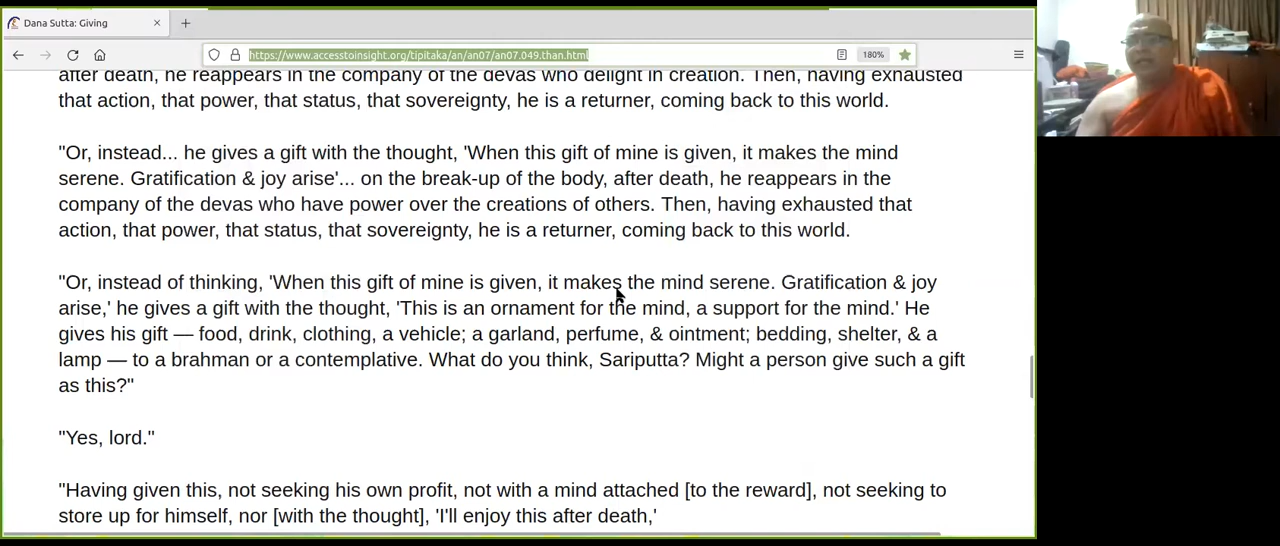 Dana Sutta: Giving
https://www.accesstoinsight.org/tipitaka/an/an07/an07.049.than.html
180%
after death, he reappears in the company of the devas who delight in creation. Then, having exhausted
that action, that power, that status, that sovereignty, he is a returner, coming back to this world.
"Or, instead... he gives a gift with the thought, 'When this gift of mine is given, it makes the mind
serene. Gratification & joy arise'... on the break-up of the body, after death, he reappears in the
company of the devas who have power over the creations of others. Then, having exhausted that
action, that power, that status, that sovereignty, he is a returner, coming back to this world.
"Or, instead of thinking, 'When this gift of mine is given, it makes the mind serene. Gratification & joy
arise,' he gives a gift with the thought, 'This is an ornament for the mind, a support for the mind.' He
gives his gift — food, drink, clothing, a vehicle; a garland, perfume, & ointment; bedding, shelter, & a
lamp — to a brahman or a contemplative. What do you think, Sariputta? Might a person give such a gift
as this?"
"Yes, lord."
"Having given this, not seeking his own profit, not with a mind attached [to the reward], not seeking to
store up for himself, nor [with the thought], 'I'll enjoy this after death,'